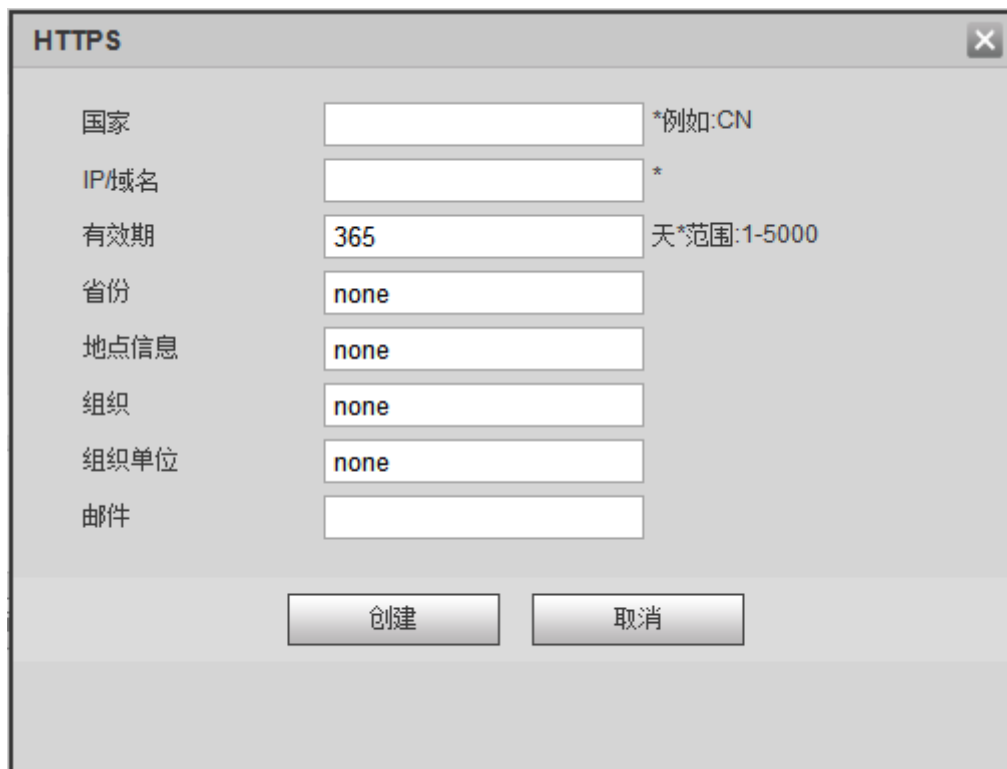 HTTPS
国家 *例如:CN
IP/域名 *
有效期 365 天*范围:1-5000
省份 none
地点信息 none
组织 none
组织单位 none
邮件
创建 取消